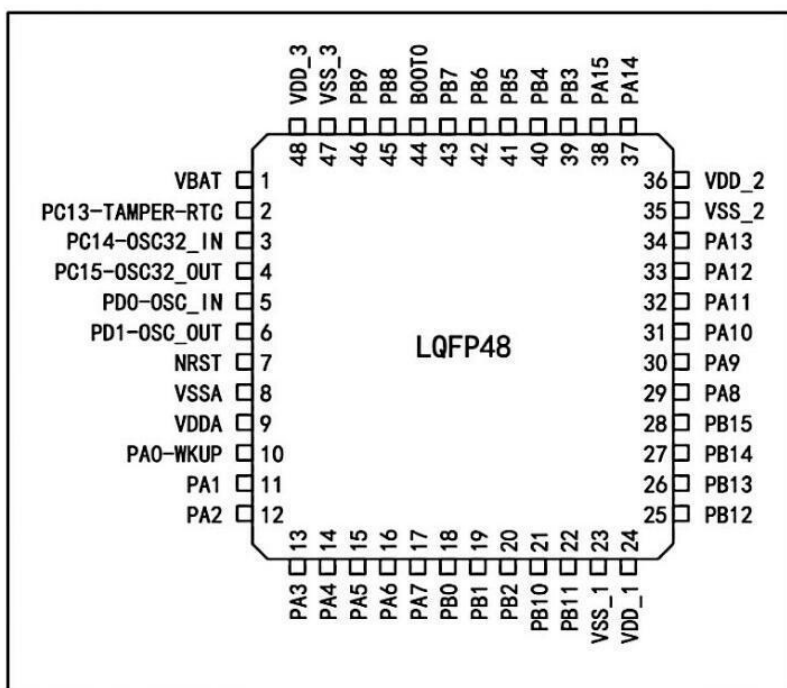 VDD_3 VSS_3 PB9 PB8 BOOT0 PB7 PB6 PB5 PB4 PB3 PA15 PA14
48 47 46 45 44 43 42 41 40 39 38 37
VBAT 1 36 VDD_2
PC13-TAMPER-RTC 2 35 VSS_2
PC14-OSC32_IN 3 34 PA13
PC15-OSC32_OUT 4 33 PA12
PD0-OSC_IN 5 32 PA11
PD1-OSC_OUT 6 31 PA10
LQFP48
NRST 7 30 PA9
VSSA 8 29 PA8
VDDA 9 28 PB15
PA0-WKUP 10 27 PB14
PA1 11 26 PB13
PA2 12 25 PB12
13 14 15 16 17 18 19 20 21 22 23 24
PA3 PA4 PA5 PA6 PA7 PB0 PB1 PB2 PB10 PB11 VSS_1 VDD_1